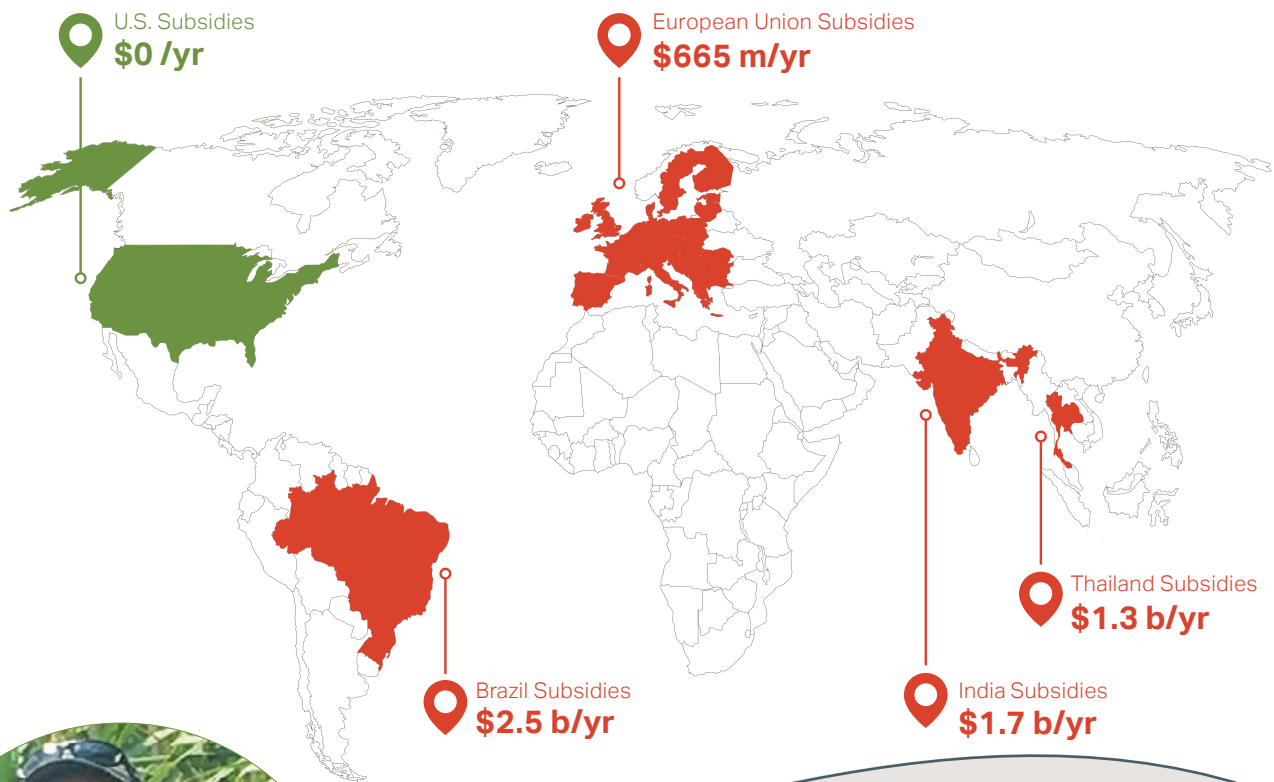 U.S. Subsidies
$0 /yr
European Union Subsidies
$665 m/yr
Thailand Subsidies
$1.3 b/yr
Brazil Subsidies
$2.5 b/yr
India Subsidies
$1.7 b/yr